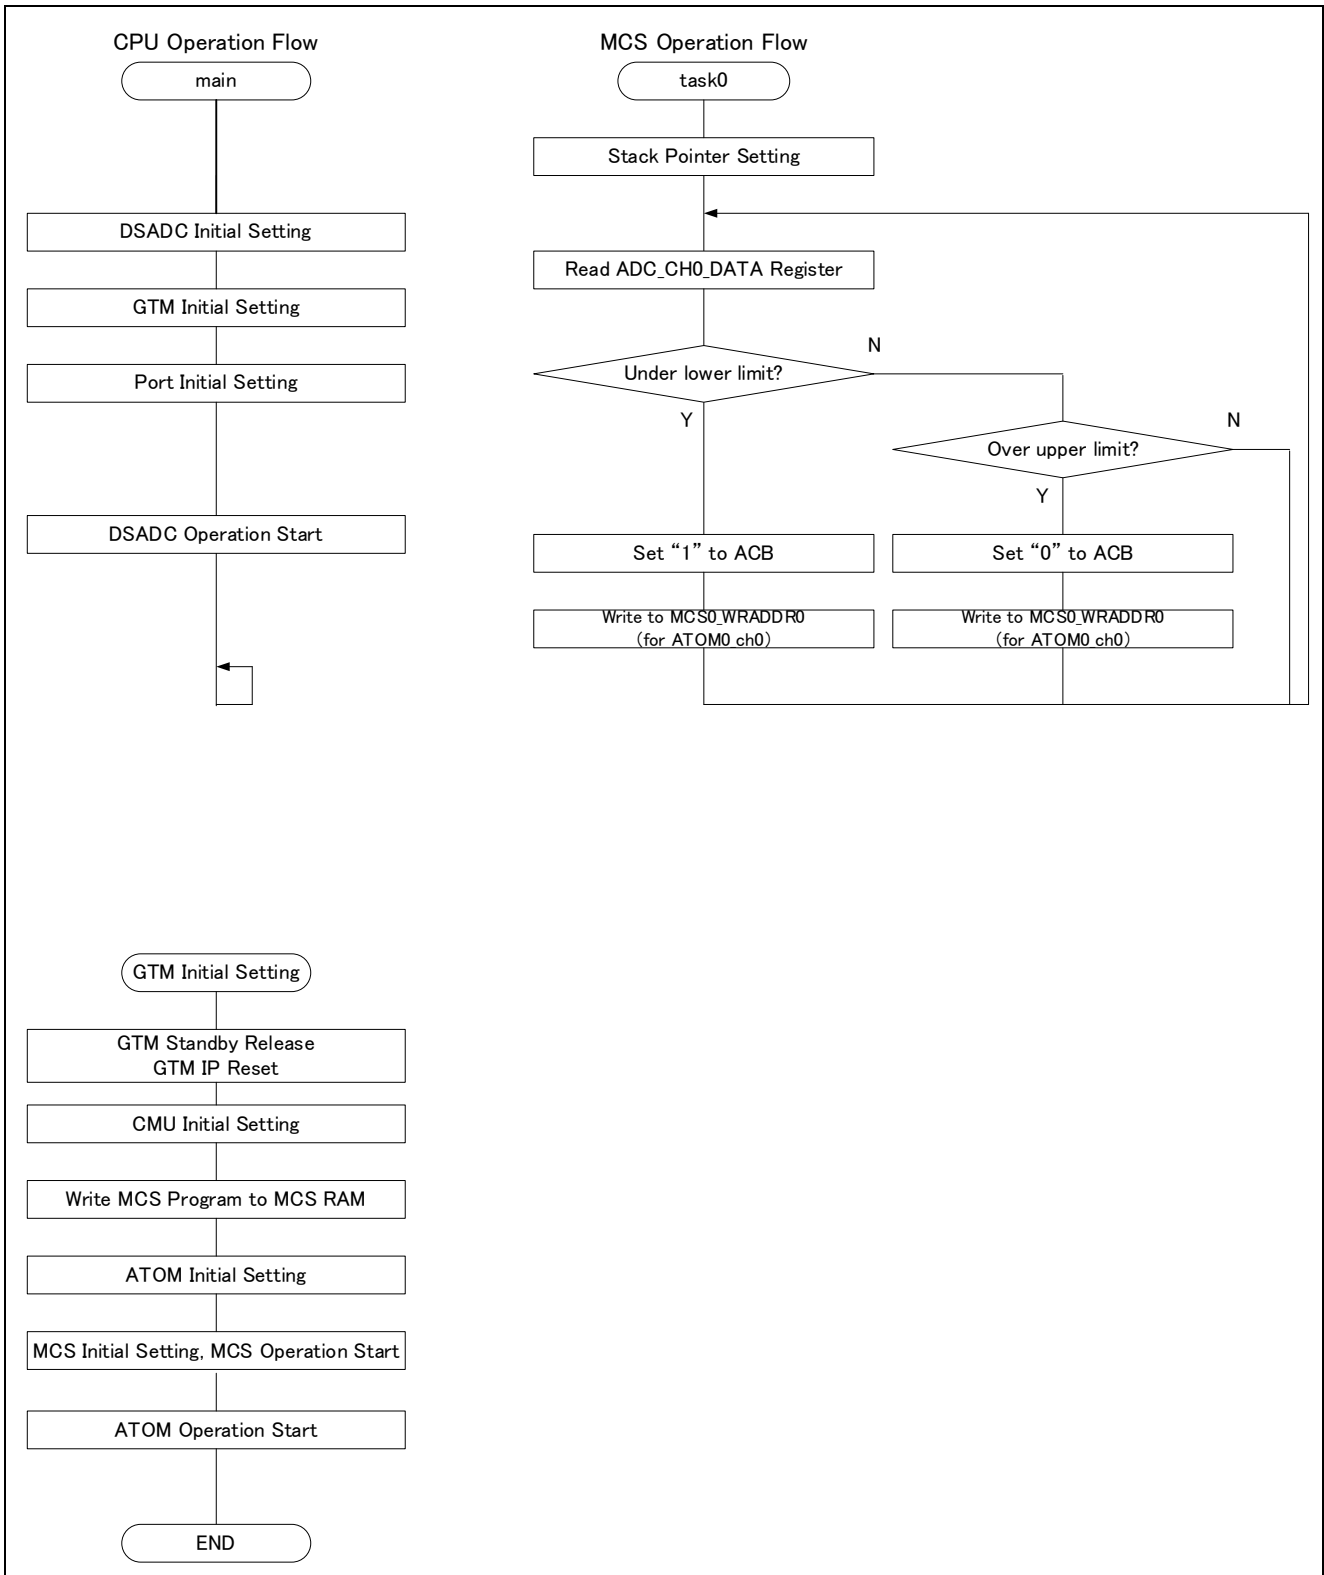 CPU Operation Flow
main
DSADC Initial Setting
GTM Initial Setting
Port Initial Setting
DSADC Operation Start
MCS Operation Flow
task0
Stack Pointer Setting
Read ADC_CH0_DATA Register
Under lower limit?
N
Y
Over upper limit?
N
Y
Set “1” to ACB
Set “0” to ACB
Write to MCS0_WRADDR0
(for ATOM0_ch0)
Write to MCS0_WRADDR0
(for ATOM0_ch0)
GTM Initial Setting
GTM Standby Release
GTM IP Reset
CMU Initial Setting
Write MCS Program to MCS RAM
ATOM Initial Setting
MCS Initial Setting, MCS Operation Start
ATOM Operation Start
END